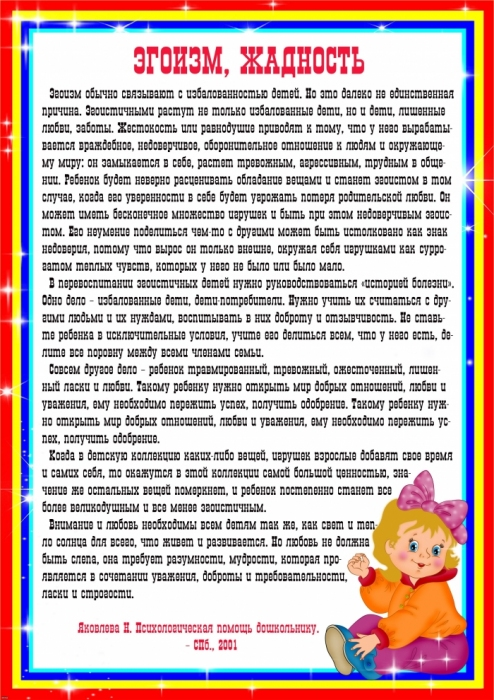 ЭГОИЗМ, ЖАДНОСТЬ
Эгоизм обычно связывают с избалованностью детей. Но это далеко не единственная
причина. Эгоистичными растут не только избалованные дети, но и дети, лишенные
любви, заботы. Жестокость или равнодушие приводят к тому, что у него вырабаты-
вается враждебное, недоверчивое, оборонительное отношение к людям и окружающе-
му миру: он замыкается в себе, растет тревожным, агрессивным, трудным в обще-
нии. Ребенок будет неверно расценивать обладание вещами и станет эгоистом в том
случае, когда его уверенности в себе будет угрожать потеря родительской любви. Он
может иметь бесконечное множество игрушек и быть при этом недоверчивым эгоис-
том. Его неумение поделиться чем-то с другими может быть истолковано как знак
недоверия, потому что вырос он только внешне, окружая себя игрушками как сурро-
гатом теплых чувств, которых у него не было или было мало.
В перевоспитании эгоистичных детей нужно руководствоваться «историей болезни».
Одно дело - избалованные дети, дети-потребители. Нужно учить их считаться с дру-
гими людьми и их нуждами, воспитывать в них доброту и отзывчивость. Не ставь-
те ребенка в исключительные условия, учите его делиться всем, что у него есть, де-
лите все поровну между всеми членами семьи.
Совсем другое дело - ребенок травмированный, тревожный, ожесточенный, лишен-
ный ласки и любви. Такому ребенку нужно открыть мир добрых отношений, любви и
уважения, ему необходимо пережить успех, получить одобрение. Такому ребенку нуж-
но открыть мир добрых отношений, любви и уважения, ему необходимо пережить ус-
пех, получить одобрение.
Когда в детскую коллекцию каких-либо вещей, игрушек взрослые добавят свое время
и самих себя, то окажутся в этой коллекции самой большой ценностью, зна-
чение же остальных вещей померкнет, и ребенок постепенно станет все
более великодушным и все менее эгоистичным.
Внимание и любовь необходимы всем детям так же, как свет и теп-
ло солнца для всего, что живет и развивается. Но любовь не должна
быть слепа, она требует разумности, мудрости, которая про-
является в сочетании уважения, доброты и требовательности,
ласки и строгости.
Яковлева Н. Психологическая помощь дошкольнику.
- СПб., 2001